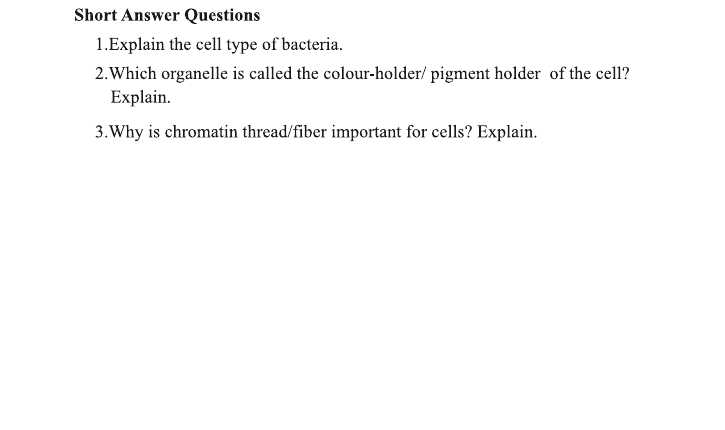 Short Answer Questions
1.Explain the cell type of bacteria.
2.Which organelle is called the colour-holder/ pigment holder  of the cell?
Explain.
3.Why is chromatin thread/fiber important for cells? Explain.